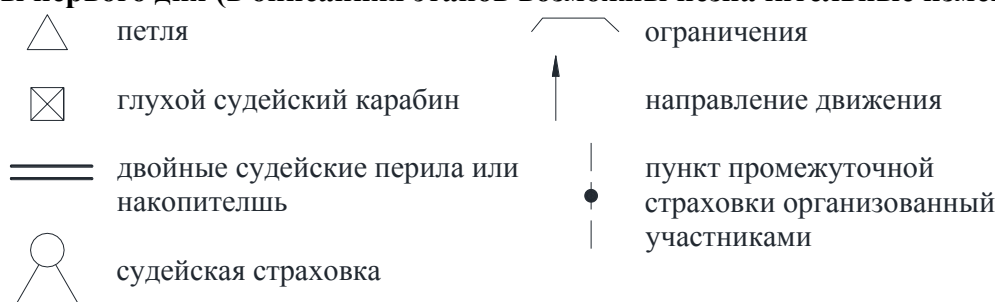 петля
глухой судейский карабин
двойные судейские перила или
накопителшь
судейская страховка
ограничения
направление движения
пункт промежуточной
страховки организованный
участниками